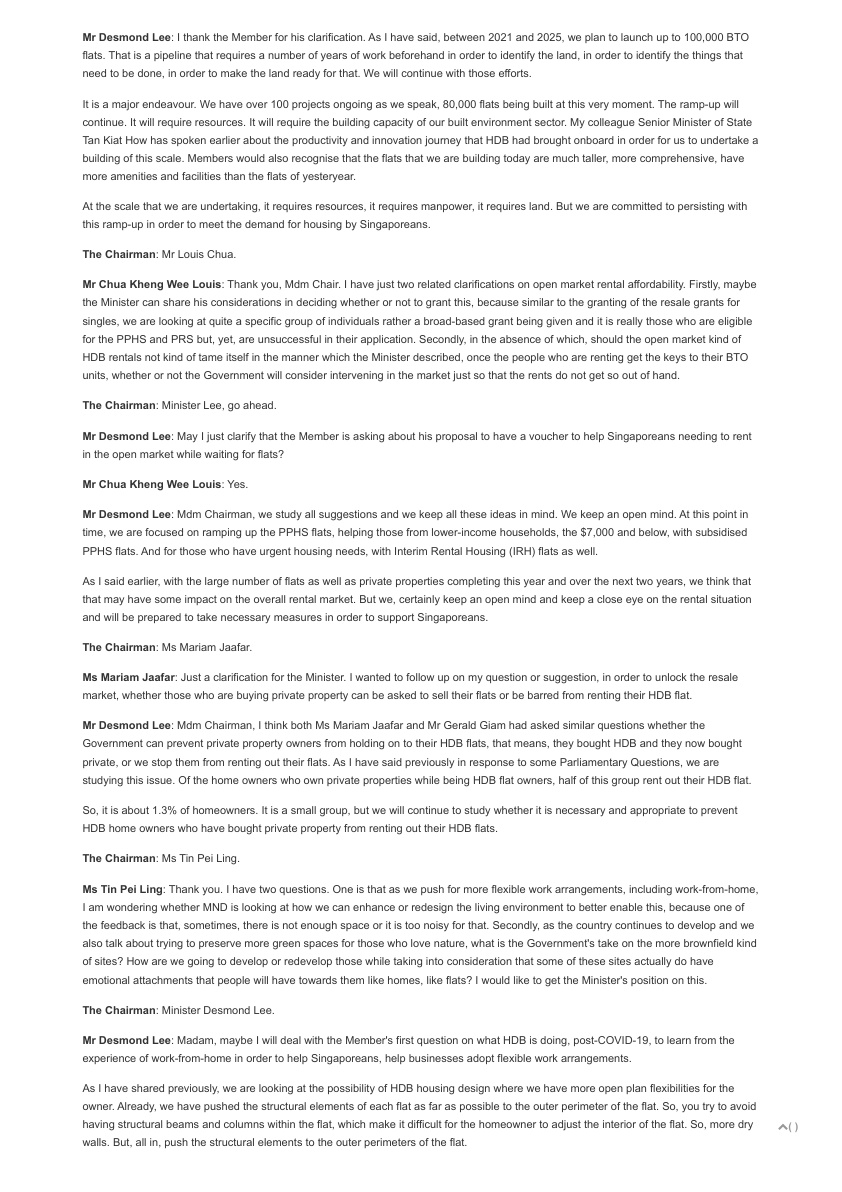 Mr Desmond Lee: I thank the Member for his clarification. As I have said, between 2021 and 2025, we plan to launch up to 100,000 BTO
flats. That is a pipeline that requires a number of years of work beforehand in order to identify the land, in order to identify the things that
need to be done, in order to make the land ready for that. We will continue with those efforts.
It is a major endeavour. We have over 100 projects ongoing as we speak, 80,000 flats being built at this very moment. The ramp-up will
continue. It will require resources. It will require the building capacity of our built environment sector. My colleague Senior Minister of State
Tan Kiat How has spoken earlier about the productivity and innovation journey that HDB had brought onboard in order for us to undertake a
building of this scale. Members would also recognise that the flats that we are building today are much taller, more comprehensive, have
more amenities and facilities than the flats of yesteryear.
At the scale that we are undertaking, it requires resources, it requires manpower, it requires land. But we are committed to persisting with
this ramp-up in order to meet the demand for housing by Singaporeans.
The Chairman: Mr Louis Chua.
Mr Chua Kheng Wee Louis: Thank you, Mdm Chair. I have just two related clarifications on open market rental affordability. Firstly, maybe
the Minister can share his considerations in deciding whether or not to grant this, because similar to the granting of the resale grants for
singles, we are looking at quite a specific group of individuals rather a broad-based grant being given and it is really those who are eligible
for the PPHS and PRS but, yet, are unsuccessful in their application. Secondly, in the absence of which, should the open market kind of
HDB rentals not kind of tame itself in the manner which the Minister described, once the people who are renting get the keys to their BTO
units, whether or not the Government will consider intervening in the market just so that the rents do not get so out of hand.
The Chairman: Minister Lee, go ahead.
Mr Desmond Lee: May I just clarify that the Member is asking about his proposal to have a voucher to help Singaporeans needing to rent
in the open market while waiting for flats?
Mr Chua Kheng Wee Louis: Yes.
Mr Desmond Lee: Mdm Chairman, we study all suggestions and we keep all these ideas in mind. We keep an open mind. At this point in
time, we are focused on ramping up the PPHS flats, helping those from lower-income households, the $7,000 and below, with subsidised
PPHS flats. And for those who have urgent housing needs, with Interim Rental Housing (IRH) flats as well.
As I said earlier, with the large number of flats as well as private properties completing this year and over the next two years, we think that
that may have some impact on the overall rental market. But we, certainly keep an open mind and keep a close eye on the rental situation
and will be prepared to take necessary measures in order to support Singaporeans.
The Chairman: Ms Mariam Jaafar.
Ms Mariam Jaafar: Just a clarification for the Minister. I wanted to follow up on my question or suggestion, in order to unlock the resale
market, whether those who are buying private property can be asked to sell their flats or be barred from renting their HDB flat.
Mr Desmond Lee: Mdm Chairman, I think both Ms Mariam Jaafar and Mr Gerald Giam had asked similar questions whether the
Government can prevent private property owners from holding on to their HDB flats, that means, they bought HDB and they now bought
private, or we stop them from renting out their flats. As I have said previously in response to some Parliamentary Questions, we are
studying this issue. Of the home owners who own private properties while being HDB flat owners, half of this group rent out their HDB flat.
So, it is about 1.3% of homeowners. It is a small group, but we will continue to study whether it is necessary and appropriate to prevent
HDB home owners who have bought private property from renting out their HDB flats.
The Chairman: Ms Tin Pei Ling.
Ms Tin Pei Ling: Thank you. I have two questions. One is that as we push for more flexible work arrangements, including work-from-home,
I am wondering whether MND is looking at how we can enhance or redesign the living environment to better enable this, because one of
the feedback is that, sometimes, there is not enough space or it is too noisy for that. Secondly, as the country continues to develop and we
also talk about trying to preserve more green spaces for those who love nature, what is the Government's take on the more brownfield kind
of sites? How are we going to develop or redevelop those while taking into consideration that some of these sites actually do have
emotional attachments that people will have towards them like homes, like flats? I would like to get the Minister's position on this.
The Chairman: Minister Desmond Lee.
Mr Desmond Lee: Madam, maybe I will deal with the Member's first question on what HDB is doing, post-COVID-19, to learn from the
experience of work-from-home in order to help Singaporeans, help businesses adopt flexible work arrangements.
As I have shared previously, we are looking at the possibility of HDB housing design where we have more open plan flexibilities for the
owner. Already, we have pushed the structural elements of each flat as far as possible to the outer perimeter of the flat. So, you try to avoid
having structural beams and columns within the flat, which make it difficult for the homeowner to adjust the interior of the flat. So, more dry
walls. But, all in, push the structural elements to the outer perimeters of the flat.
( )